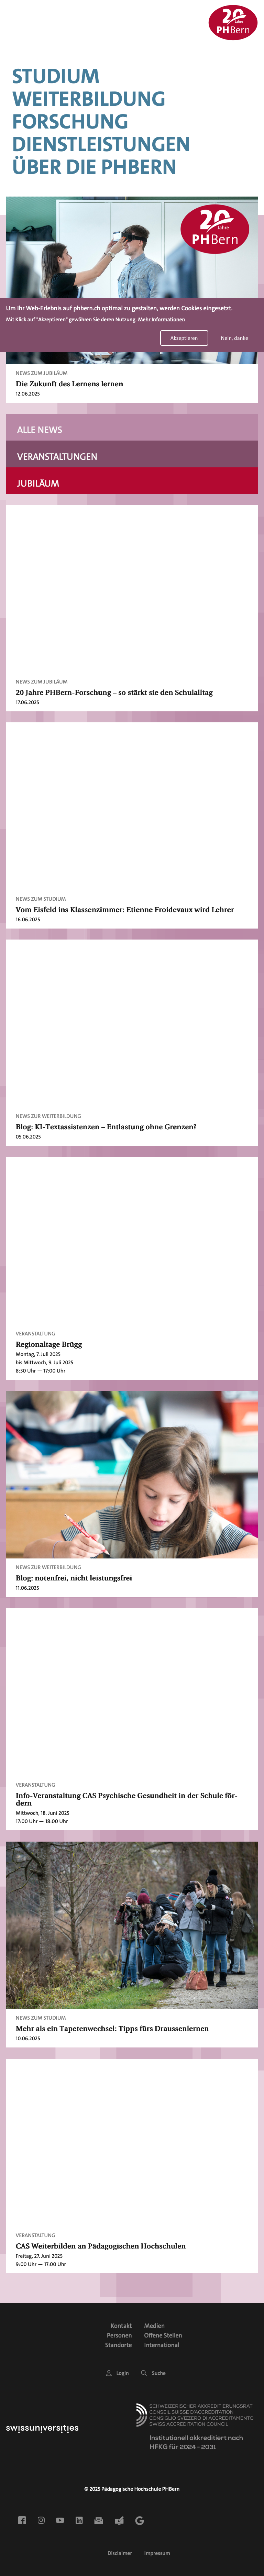 20 Jahre
PHBern
STUDIUM
WEITERBILDUNG
FORSCHUNG
DIENSTLEISTUNGEN
ÜBER DIE PHBERN
20 Jahre
PHBern
Um Ihr Web-Erlebnis auf phbern.ch optimal zu gestalten, werden Cookies eingesetzt.
Mit Klick auf "Akzeptieren" gewähren Sie deren Nutzung. Mehr Informationen
Akzeptieren
Nein, danke
NEWS ZUM JUBILÄUM
Die Zukunft des Lernens lernen
12.06.2025
ALLE NEWS
VERANSTALTUNGEN
JUBILÄUM
NEWS ZUM JUBILÄUM
20 Jahre PHBern-Forschung – so stärkt sie den Schulalltag
17.06.2025
NEWS ZUM STUDIUM
Vom Eisfeld ins Klassenzimmer: Etienne Froidevaux wird Lehrer
16.06.2025
NEWS ZUR WEITERBILDUNG
Blog: KI-Textassistenzen – Entlastung ohne Grenzen?
05.06.2025
VERANSTALTUNG
Regionaltage Brügg
Montag, 7. Juli 2025
bis Mittwoch, 9. Juli 2025
8:30 Uhr — 17:00 Uhr
NEWS ZUR WEITERBILDUNG
Blog: notenfrei, nicht leistungsfrei
11.06.2025
VERANSTALTUNG
Info-Veranstaltung CAS Psychische Gesundheit in der Schule för-
dern
Mittwoch, 18. Juni 2025
17:00 Uhr — 18:00 Uhr
NEWS ZUM STUDIUM
Mehr als ein Tapetenwechsel: Tipps fürs Draussenlernen
10.06.2025
VERANSTALTUNG
CAS Weiterbilden an Pädagogischen Hochschulen
Freitag, 27. Juni 2025
9:00 Uhr — 17:00 Uhr
Kontakt
Personen
Standorte
Medien
Offene Stellen
International
Login
Suche
swissuniversities
SCHWEIZERISCHER AKKREDITIERUNGSRAT
CONSEIL SUISSE D'ACCRÉDITATION
CONSIGLIO SVIZZERO DI ACCREDITAMENTO
SWISS ACCREDITATION COUNCIL
Institutionell akkreditiert nach
HFKG für 2024 - 2031
© 2025 Pädagogische Hochschule PHBern
Disclaimer
Impressum